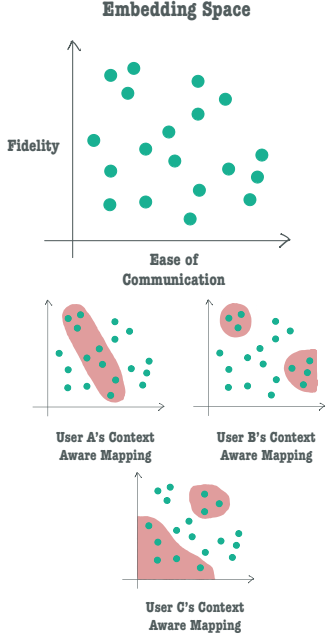 Embedding Space
Fidelity
Ease of
Communication
User A's Context
Aware Mapping
User B's Context
Aware Mapping
User C's Context
Aware Mapping